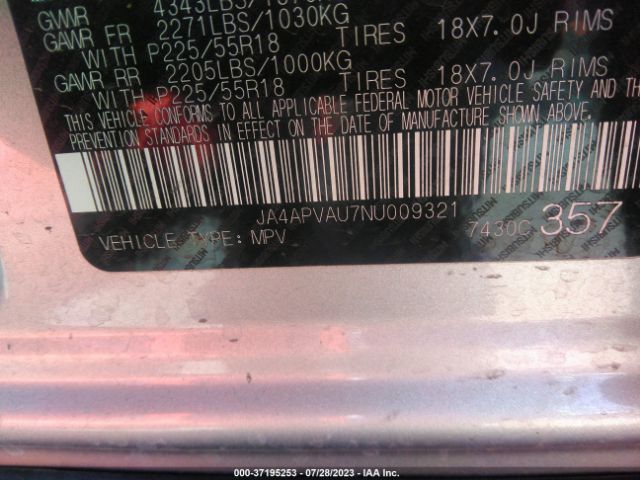 GVWR 4343LBS/
GAWR FR 2271LBS/1030KG
WITH P225/55R18 TIRES 18X7.0J RIMS
GAWR RR 2205LBS/1000KG
WITH P225/55R18 TIRES 18X7.0J RIMS
THIS VEHICLE CONFORMS TO ALL APPLICABLE FEDERAL MOTOR VEHICLE SAFETY AND
PREVENTION STANDARDS IN EFFECT ON THE DATE OF MANUFACTURE SHOWN ABOVE.
JA4APVAU7NU009321
VEHICLE TYPE: MPV 7430C 357
000-37195253 - 07/28/2023 - IAA Inc.